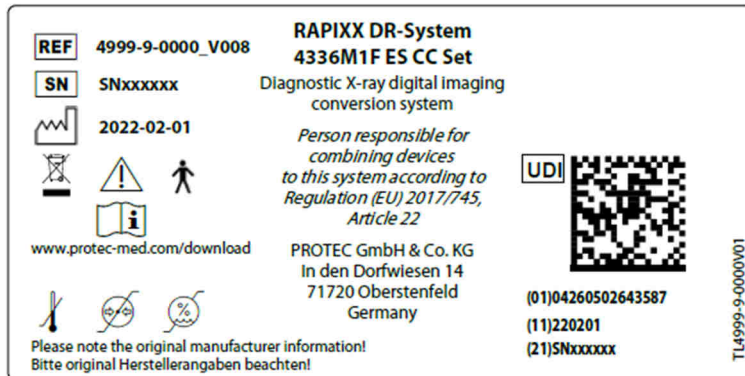 REF 4999-9-0000_V008
SN SNxxxxxx
2022-02-01
i
www.protec-med.com/download
%
Please note the original manufacturer information!
Bitte original Herstellerangaben beachten!
RAPIXX DR-System
4336M1F ES CC Set
Diagnostic X-ray digital imaging
conversion system
Person responsible for
combining devices
to this system according to
Regulation (EU) 2017/745,
Article 22
PROTEC GmbH & Co. KG
In den Dorfwiesen 14
71720 Oberstenfeld
Germany
UDI
(01)04260502643587
(11)220201
(21)SNxxxxxx
TL4999-9-0000V01